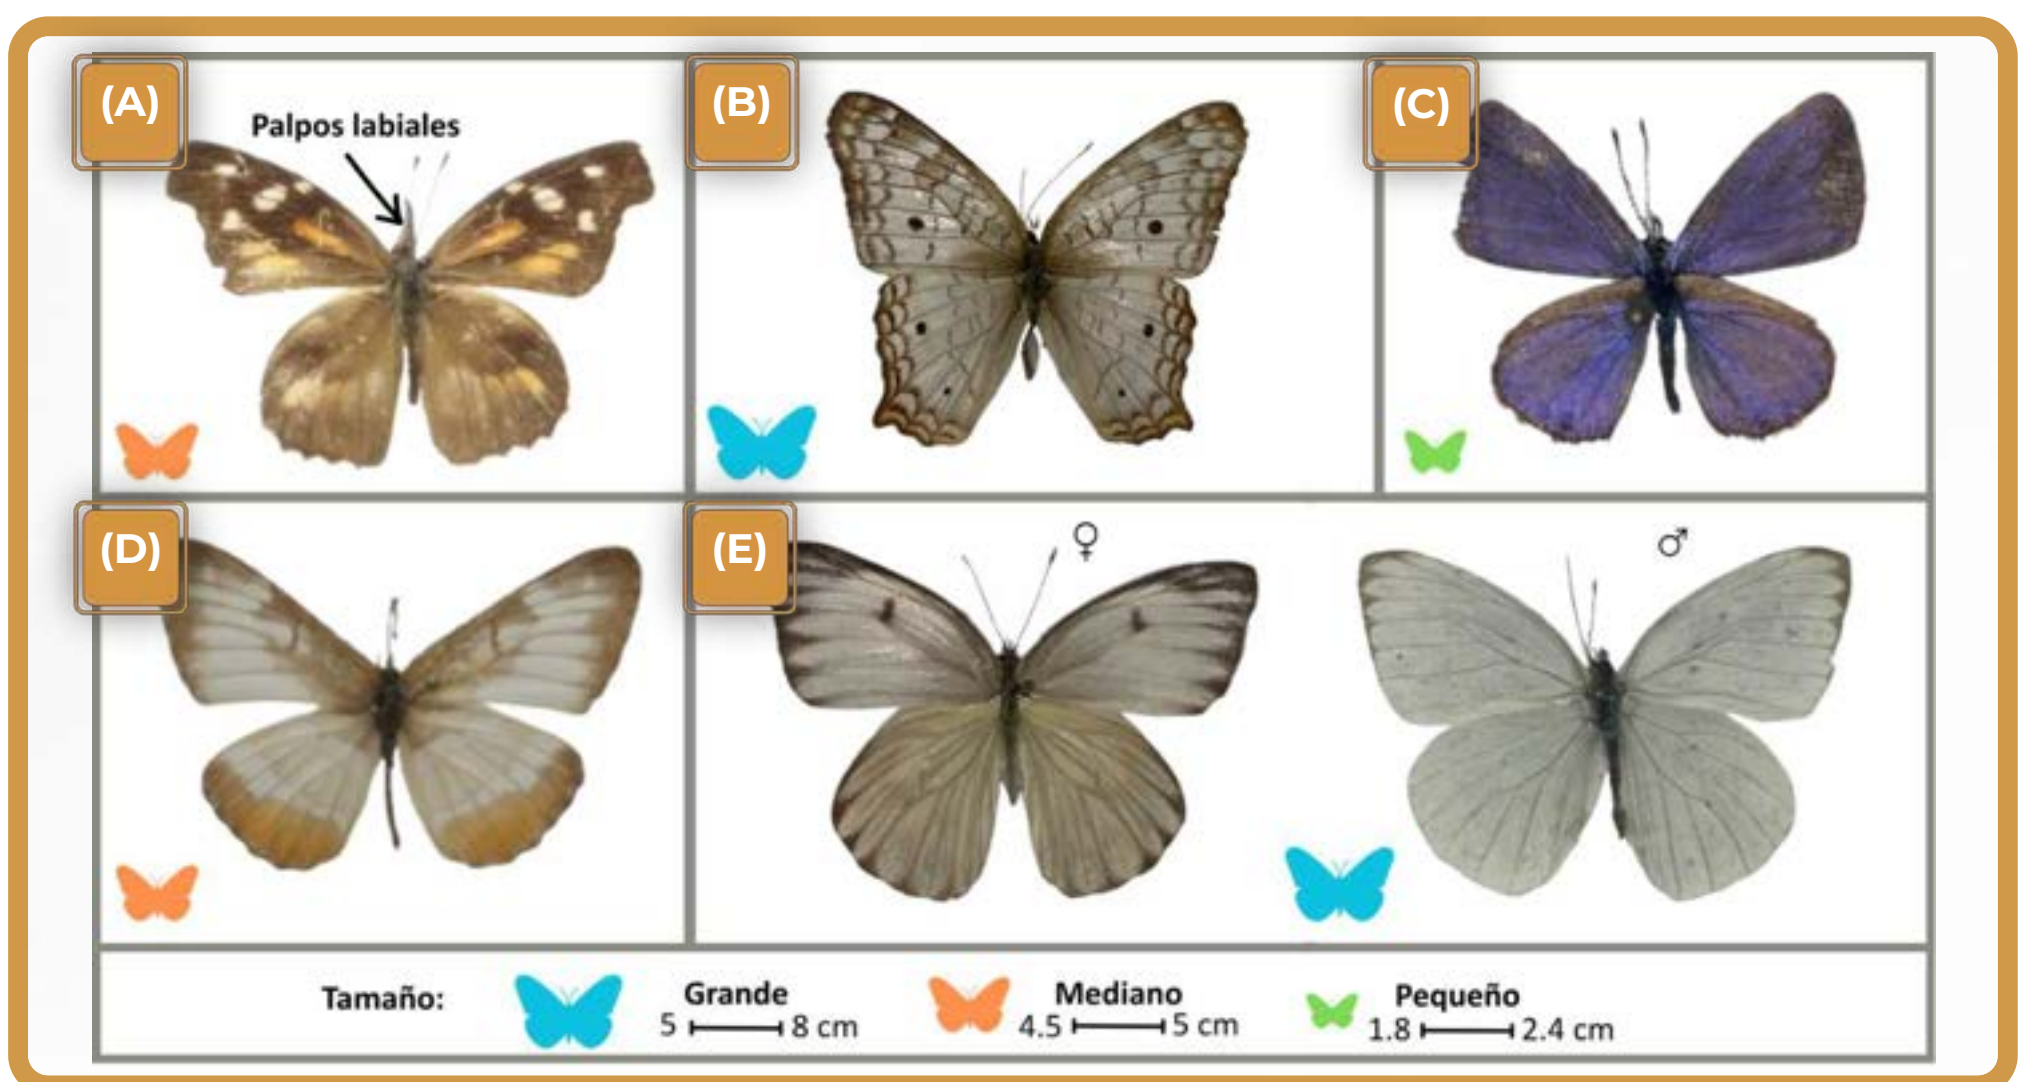 (A)
Palpos labiales
(B)
(C)
(D)
(E)
♀
♂
Tamaño:
Grande
5 8 cm
Mediano
4.5 5 cm
Pequeño
1.8 2.4 cm